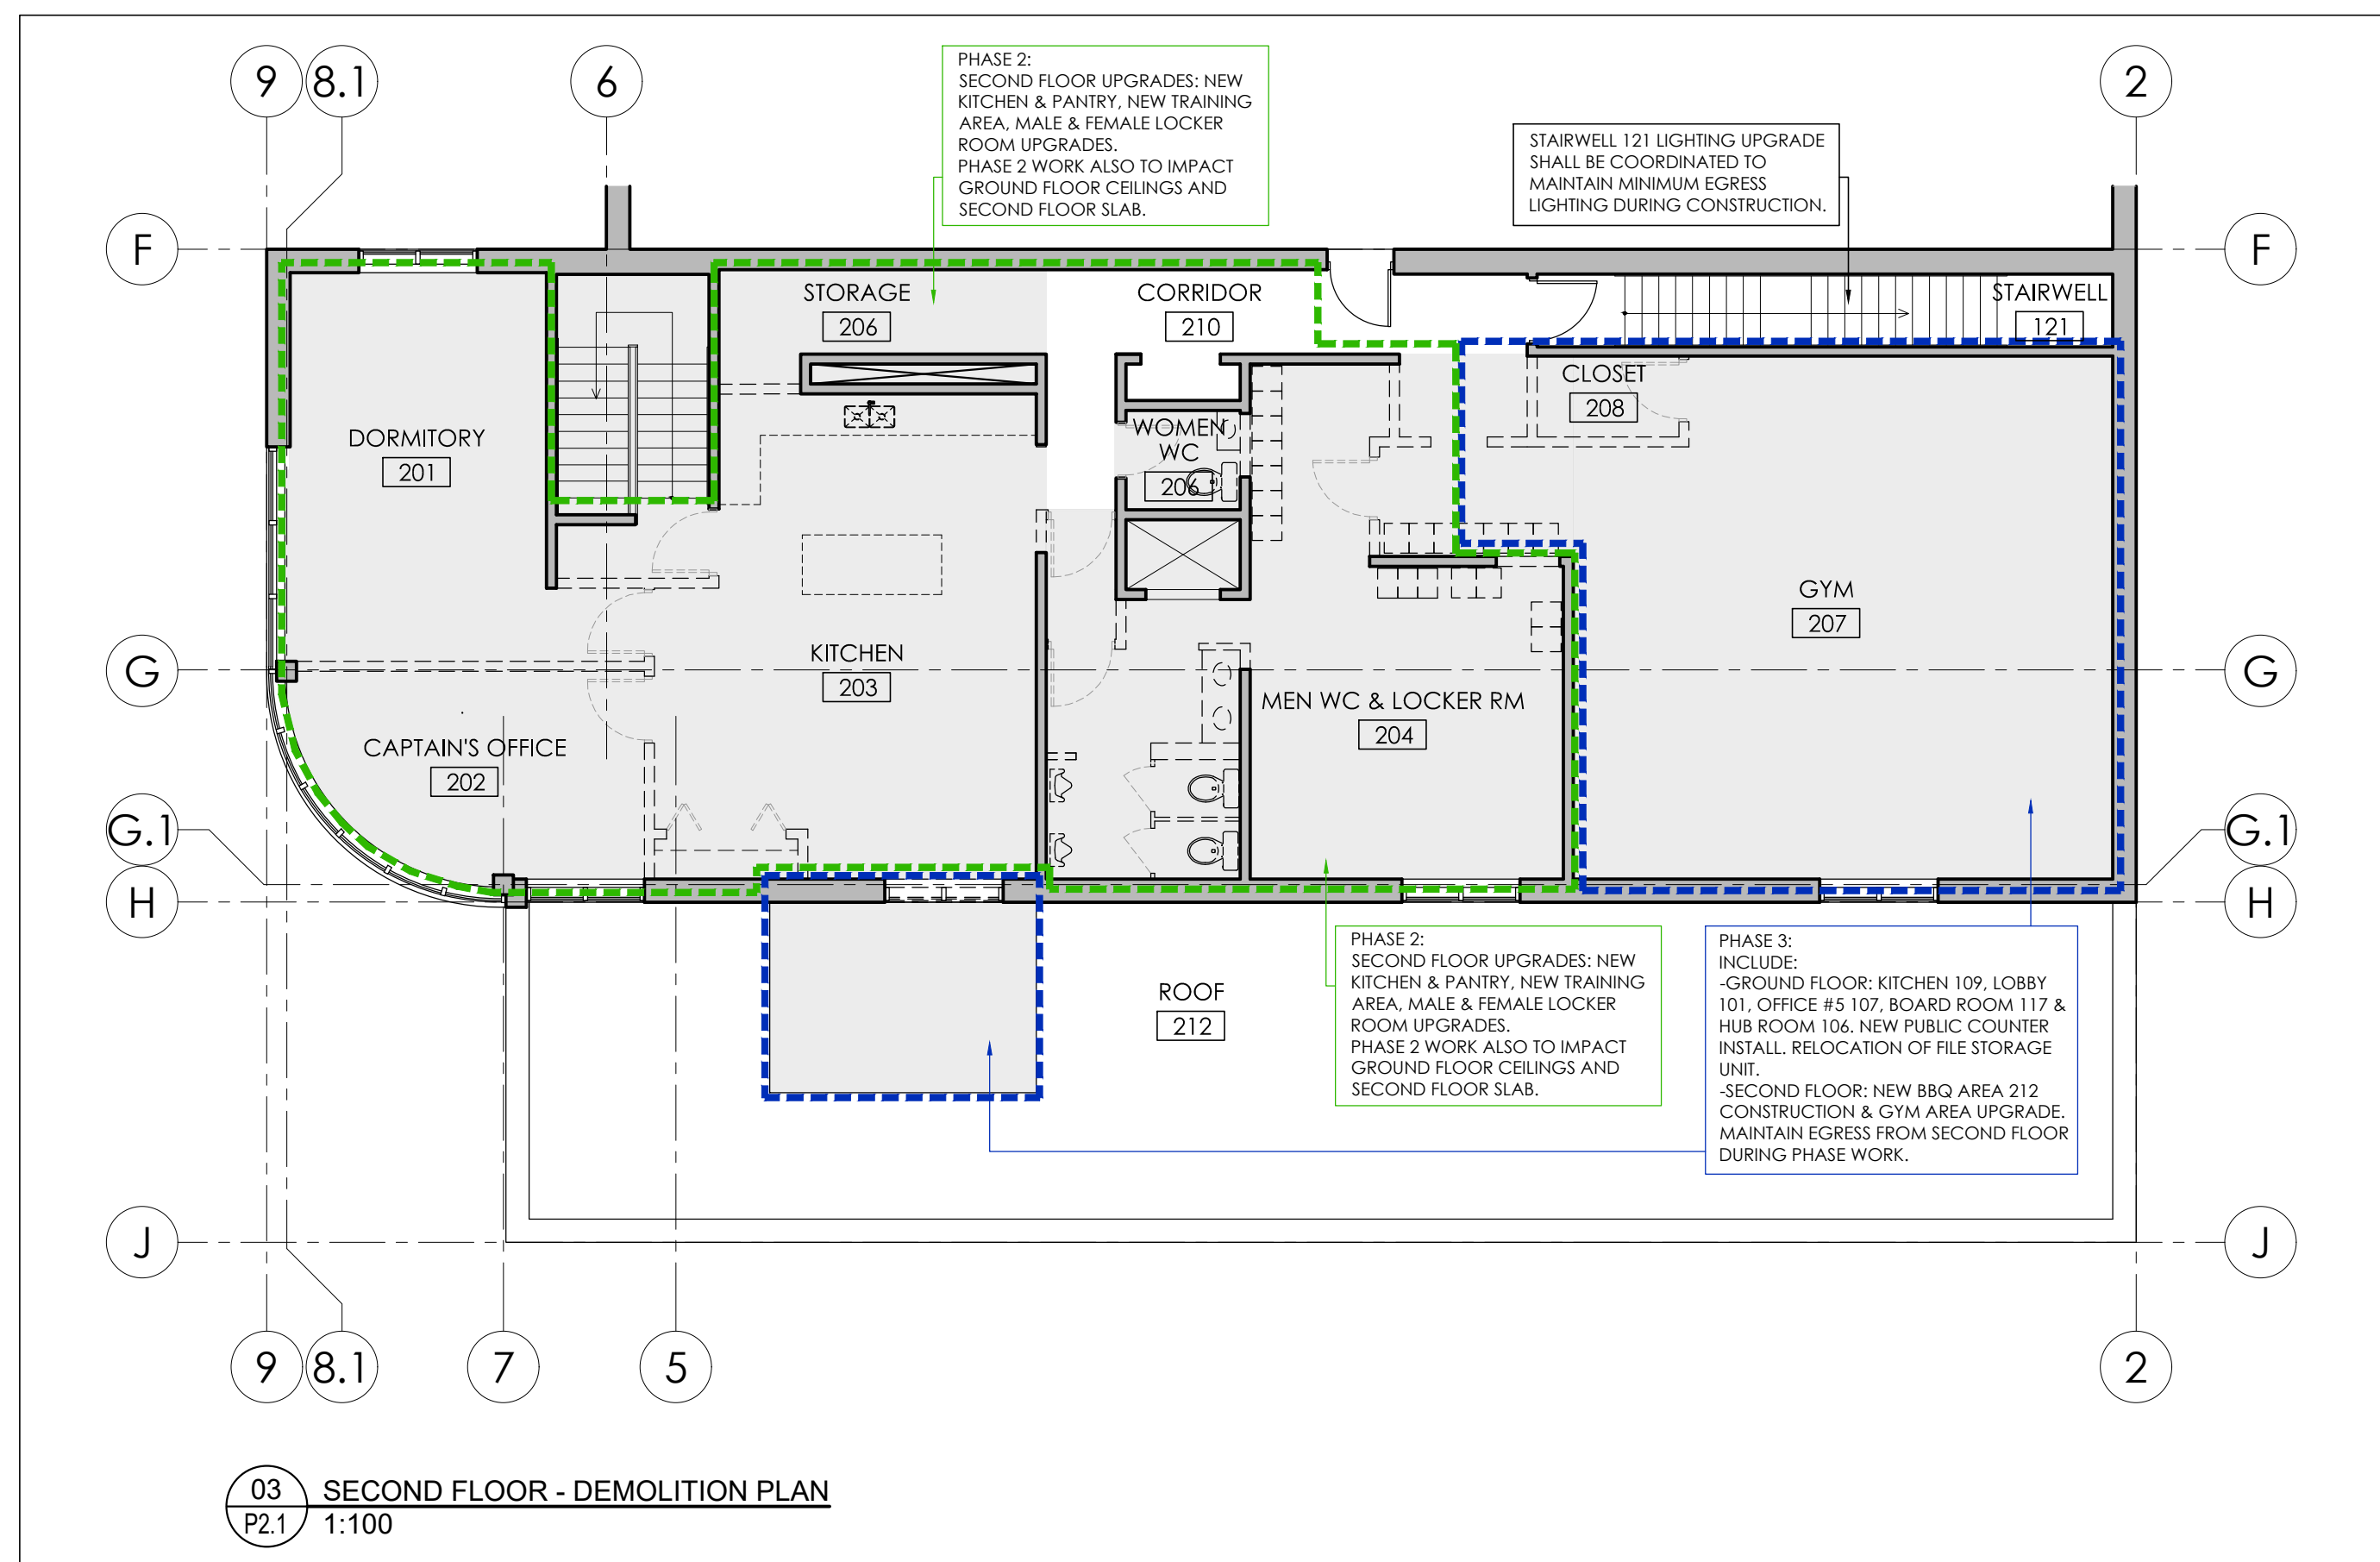 9
8.1
6
2
PHASE 2:
SECOND FLOOR UPGRADES: NEW
KITCHEN & PANTRY, NEW TRAINING
AREA, MALE & FEMALE LOCKER
ROOM UPGRADES.
PHASE 2 WORK ALSO TO IMPACT
GROUND FLOOR CEILINGS AND
SECOND FLOOR SLAB.
STAIRWELL 121 LIGHTING UPGRADE
SHALL BE COORDINATED TO
MAINTAIN MINIMUM EGRESS
LIGHTING DURING CONSTRUCTION.
F
F
STORAGE
206
CORRIDOR
210
STAIRWELL
121
CLOSET
208
DORMITORY
201
WOMEN
WC
206
GYM
207
G
G
KITCHEN
203
MEN WC & LOCKER RM
204
CAPTAIN'S OFFICE
202
G.1
G.1
H
H
PHASE 2:
SECOND FLOOR UPGRADES: NEW
KITCHEN & PANTRY, NEW TRAINING
AREA, MALE & FEMALE LOCKER
ROOM UPGRADES.
PHASE 2 WORK ALSO TO IMPACT
GROUND FLOOR CEILINGS AND
SECOND FLOOR SLAB.
PHASE 3:
INCLUDE:
-GROUND FLOOR: KITCHEN 109, LOBBY
101, OFFICE #5 107, BOARD ROOM 117 &
HUB ROOM 106. NEW PUBLIC COUNTER
INSTALL. RELOCATION OF FILE STORAGE
UNIT.
-SECOND FLOOR: NEW BBQ AREA 212
CONSTRUCTION & GYM AREA UPGRADE.
MAINTAIN EGRESS FROM SECOND FLOOR
DURING PHASE WORK.
ROOF
212
J
J
9
8.1
7
5
2
03
P2.1
SECOND FLOOR - DEMOLITION PLAN
1:100